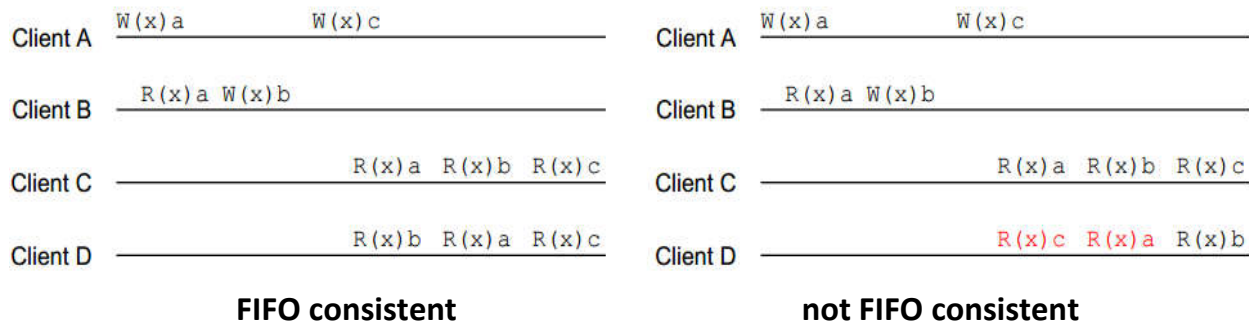 W(x)a W(x)c W(x)a W(x)c
Client A Client A
R(x)a W(x)b R(x)a W(x)b
Client B Client B
R(x)a R(x)b R(x)c R(x)a R(x)b R(x)c
Client C Client C
R(x)b R(x)a R(x)c R(x)c R(x)a R(x)b
Client D Client D
FIFO consistent not FIFO consistent